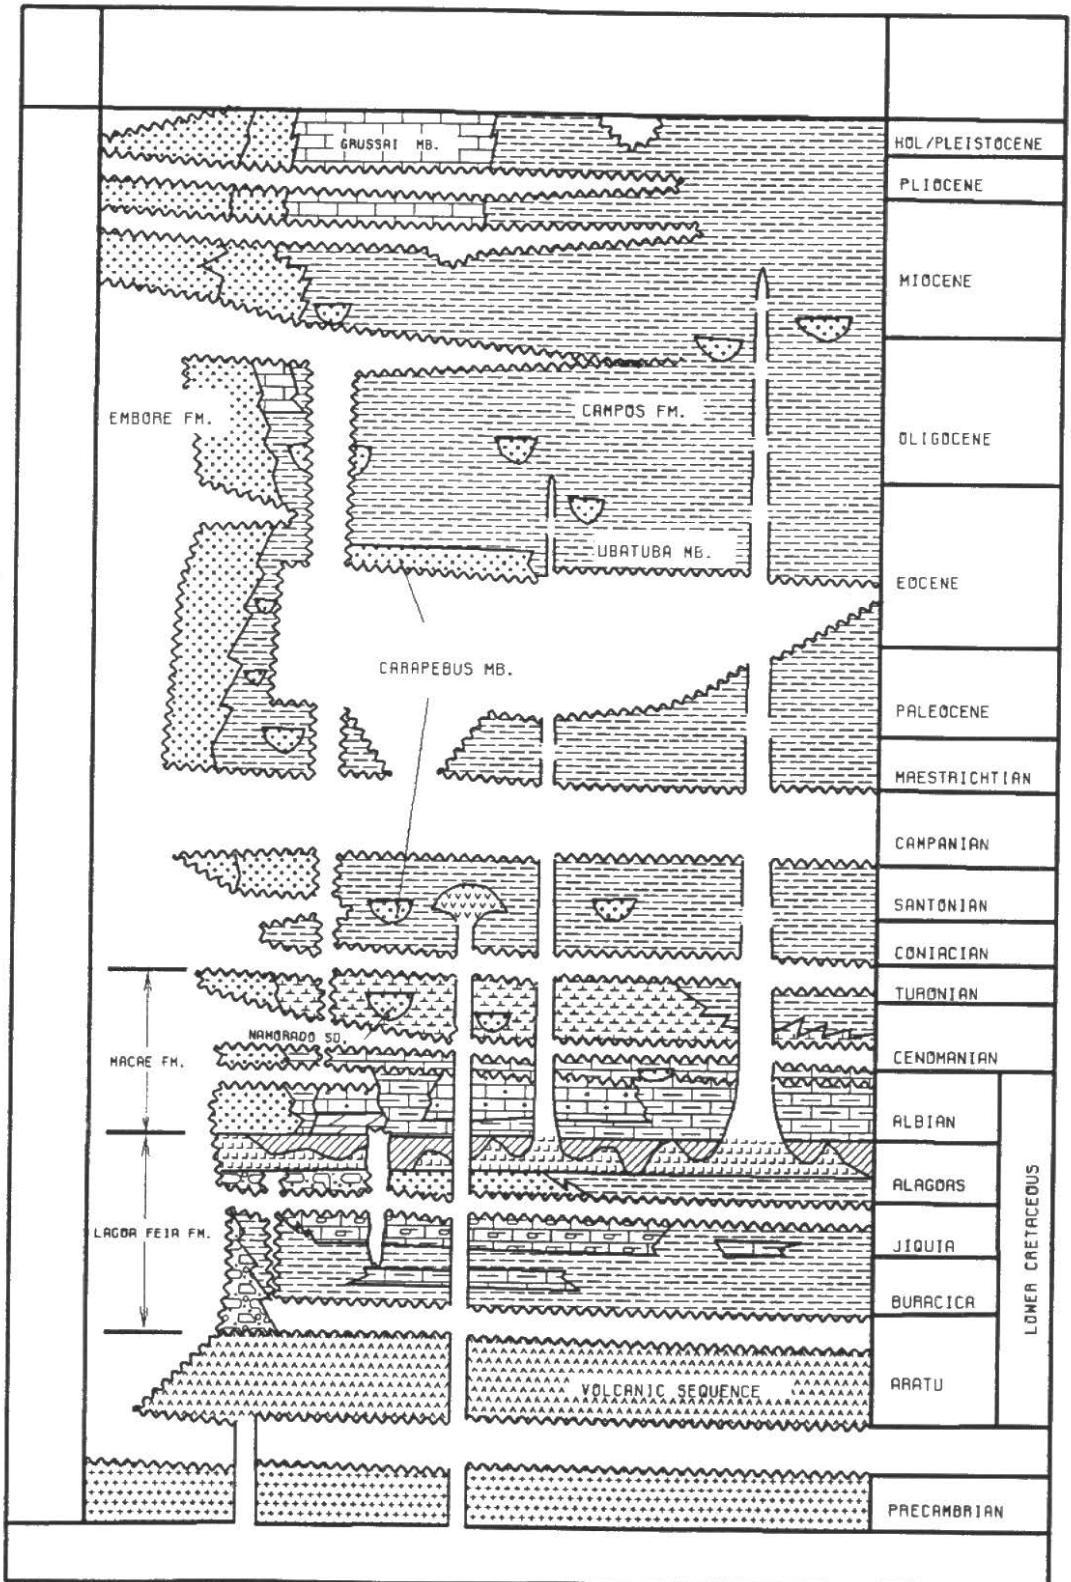 GRUSSAI MB.
HOL/PLEISTOCENE
PLIOCENE
MIOCENE
EMBORE FM.
CAMPOS FM.
OLIGOCENE
UBATUBA MB.
EOCENE
CARAPEBUS MB.
PALEOCENE
MAESTRICHTIAN
CAMPANIAN
SANTONIAN
CONIACIAN
TURONIAN
NAMORADO SD.
MACAE FM.
CENOMANIAN
ALBIAN
ALAGOAS
LAGOA FEIA FM.
JIQUIA
BURACICA
LOWER CRETACEOUS
VOLCANIC SEQUENCE
ARATU
PRECAMBRIAN